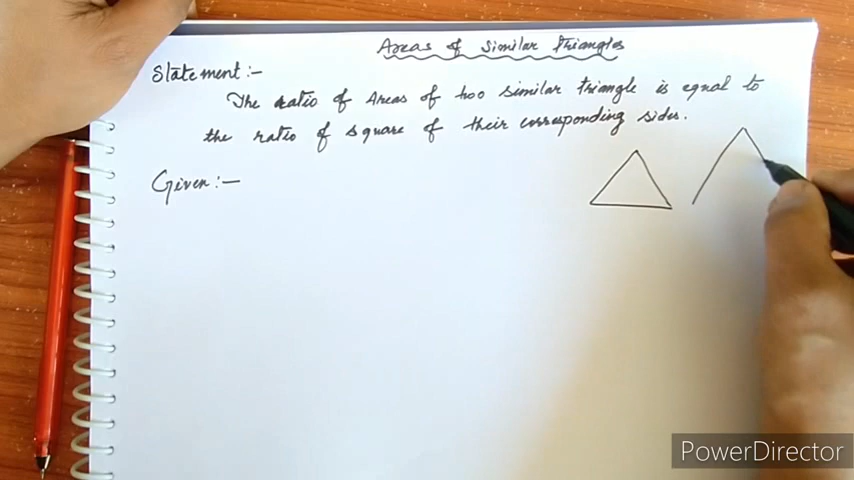 Areas of Similar Triangles
Statement:-
The ratio of Areas of two similar triangle is equal to
the ratio of square of their corresponding sides.
Given:-
PowerDirector